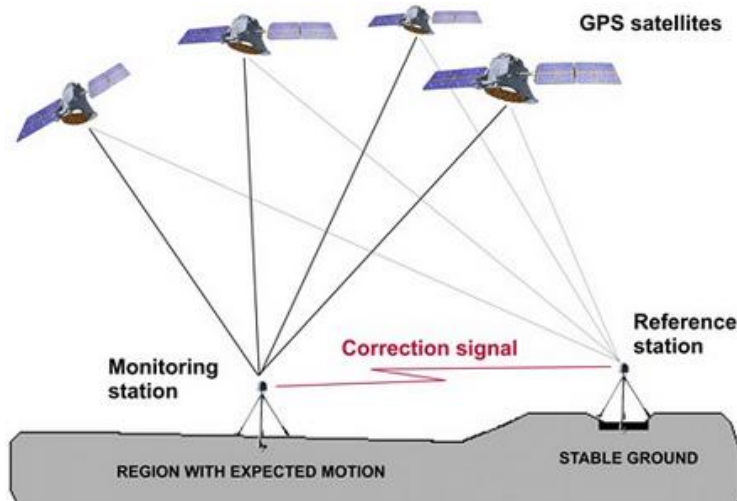 GPS satellites
Reference
station
Correction signal
Monitoring
station
STABLE GROUND
REGION WITH EXPECTED MOTION